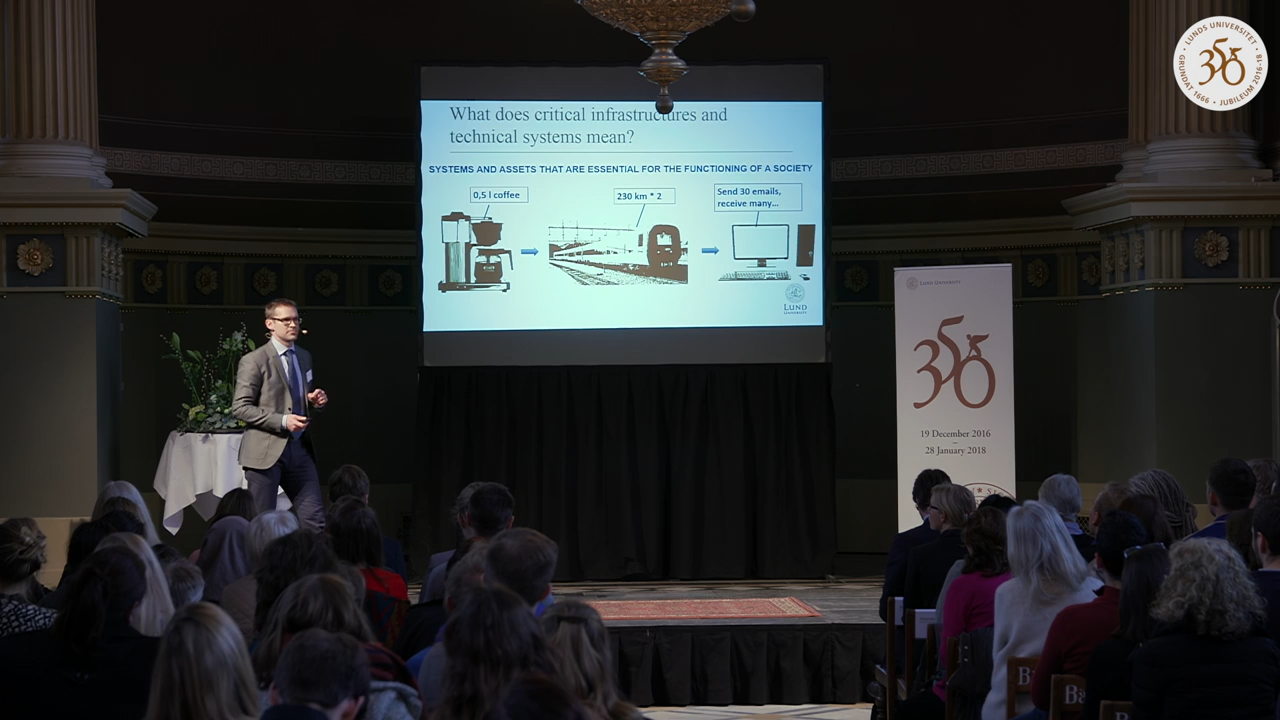 What does critical infrastructures and
technical systems mean?
SYSTEMS AND ASSETS THAT ARE ESSENTIAL FOR THE FUNCTIONING OF A SOCIETY
0,5 l coffee
230 km * 2
Send 30 emails,
receive many...
LUND
UNIVERSITY
LUNDS UNIVERSITET
350
GRUNDAT 1666 • JUBILEUM 2016-18
LUND UNIVERSITY
350
19 December 2016
–
28 January 2018